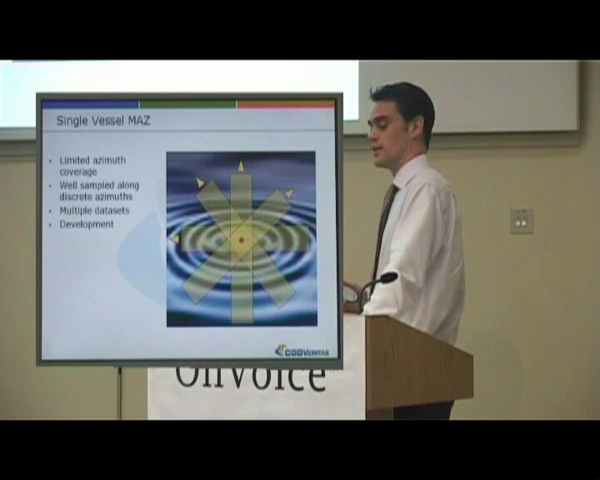 Single Vessel MAZ
• Limited azimuth
coverage
• Well sampled along
discrete azimuths
• Multiple datasets
• Development
CGGVERITAS
OilVoice